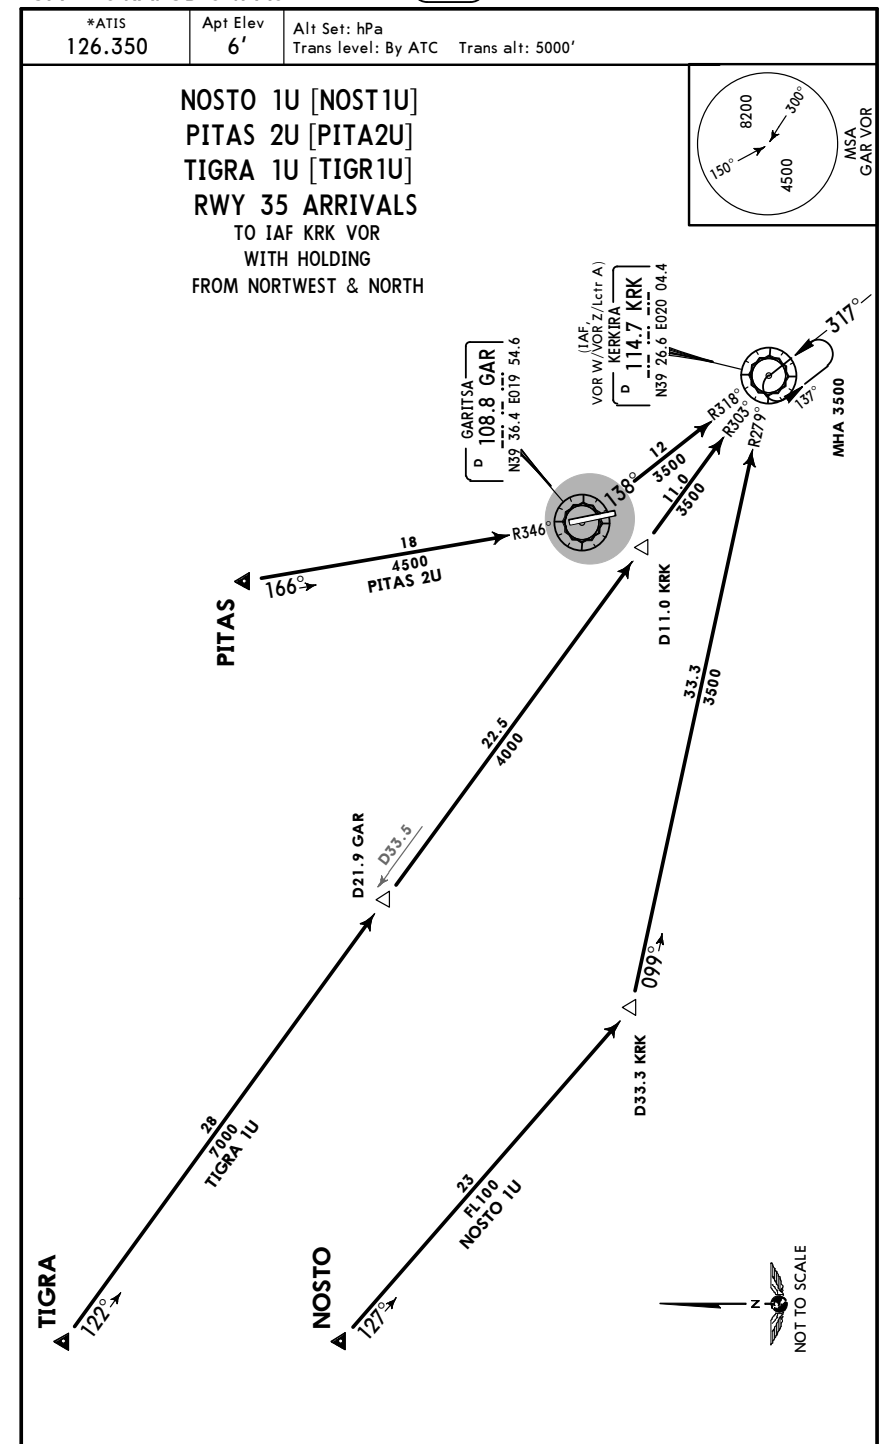 *ATIS
126.350
Apt Elev
6'
Alt Set: hPa
Trans level: By ATC Trans alt: 5000'
NOSTO 1U [NOST1U]
PITAS 2U [PITA2U]
TIGRA 1U [TIGR1U]
RWY 35 ARRIVALS
TO IAF KRK VOR
WITH HOLDING
FROM NORTWEST & NORTH
8200
300°
150°
4500
MSA
GAR VOR
(IAF,
VOR W/VOR Z/Lctr A)
KERKIRA
D 114.7 KRK
N39 26.6 E020 04.4
GARITSA
D 108.8 GAR
N39 36.4 E019 54.6
317°
137°
MHA 3500
R318°
R303°
R279°
138°
12
3500
11.0
3500
R346°
18
4500
PITAS 2U
166°
PITAS
D11.0 KRK
33.3
3500
22.5
4000
D21.9 GAR
D33.5
099°
D33.3 KRK
28
7000
TIGRA 1U
23
FL100
NOSTO 1U
TIGRA
122°
NOSTO
127°
N
NOT TO SCALE